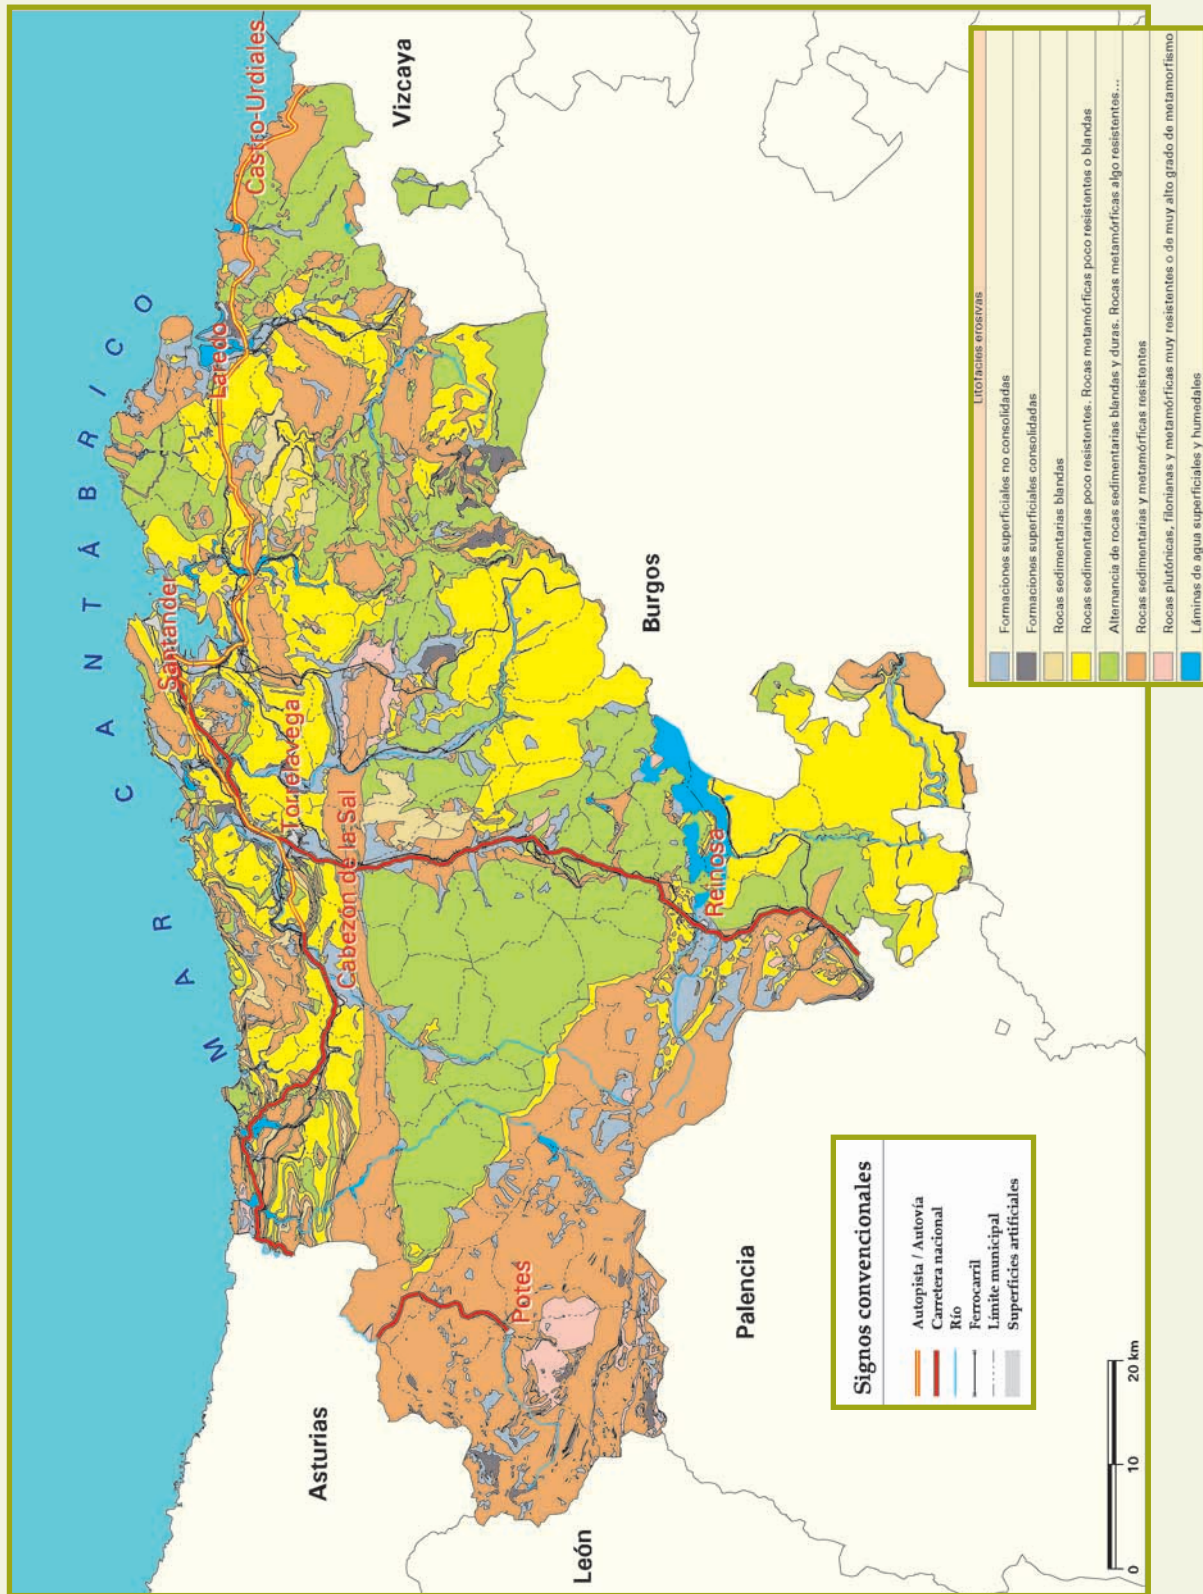 MAR CANTÁBRICO
Castro-Urdiales
Laredo
Santander
Torrelavega
Cabezón de la Sal
Reinosa
Potes
Vizcaya
Burgos
Palencia
Asturias
León
Signos convencionales
Autopista / Autovía
Carretera nacional
Río
Ferrocarril
Límite municipal
Superficies artificiales
0 10 20 km
Litofacies erosivas
Formaciones superficiales no consolidadas
Formaciones superficiales consolidadas
Rocas sedimentarias blandas
Rocas sedimentarias poco resistentes. Rocas metamórficas poco resistentes o blandas
Alternancia de rocas sedimentarias blandas y duras. Rocas metamórficas algo resistentes...
Rocas sedimentarias y metamórficas resistentes
Rocas plutónicas, filonianas y metamórficas muy resistentes o de muy alto grado de metamorfismo
Láminas de agua superficiales y humedales